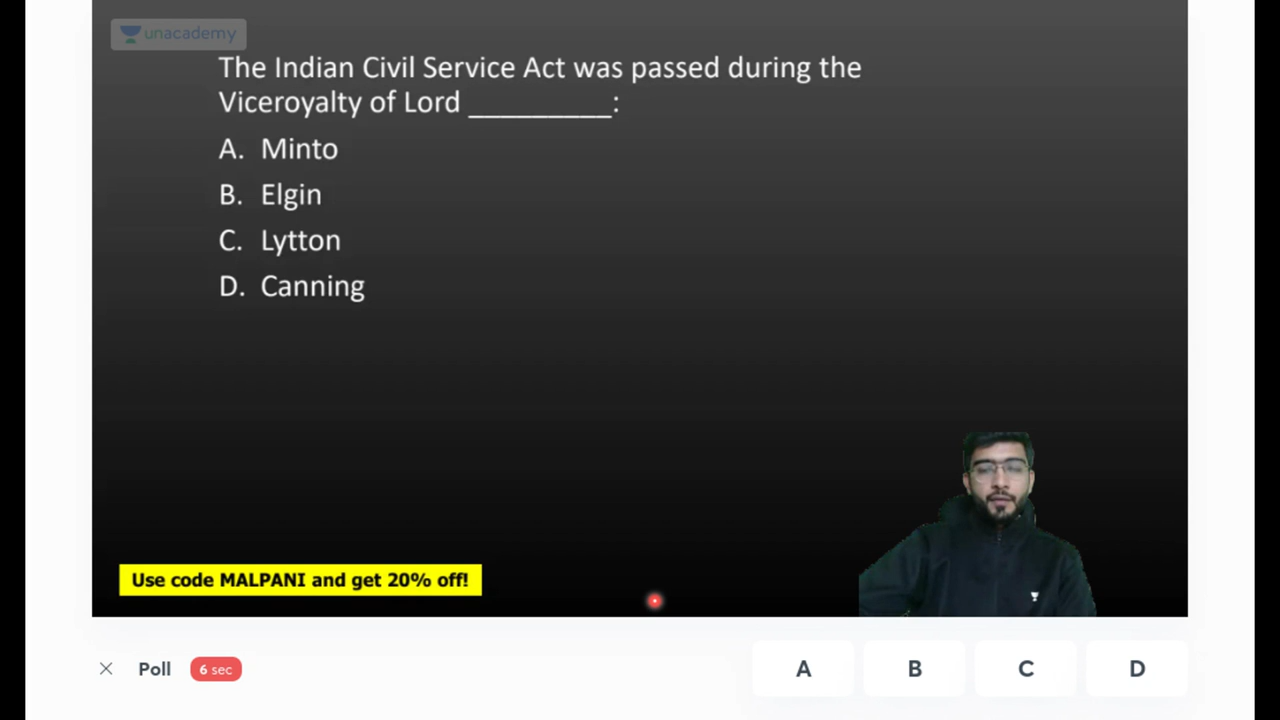 unacademy
The Indian Civil Service Act was passed during the
Viceroyalty of Lord _________:
A. Minto
B. Elgin
C. Lytton
D. Canning
Use code MALPANI and get 20% off!
Poll 6 sec A B C D